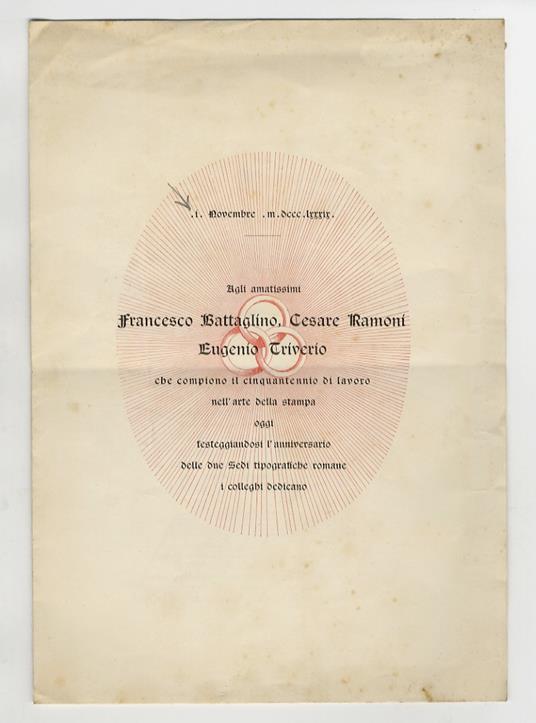 .i. Novembre .m.dccc.lxxxix.
Agli amatissimi
Francesco Battaglino, Cesare Ramoni
Eugenio Triverio
che compiono il cinquantennio di lavoro
nell'arte della stampa
oggi
festeggiandosi l'anniversario
delle due Sedi tipografiche romane
i colleghi dedicano